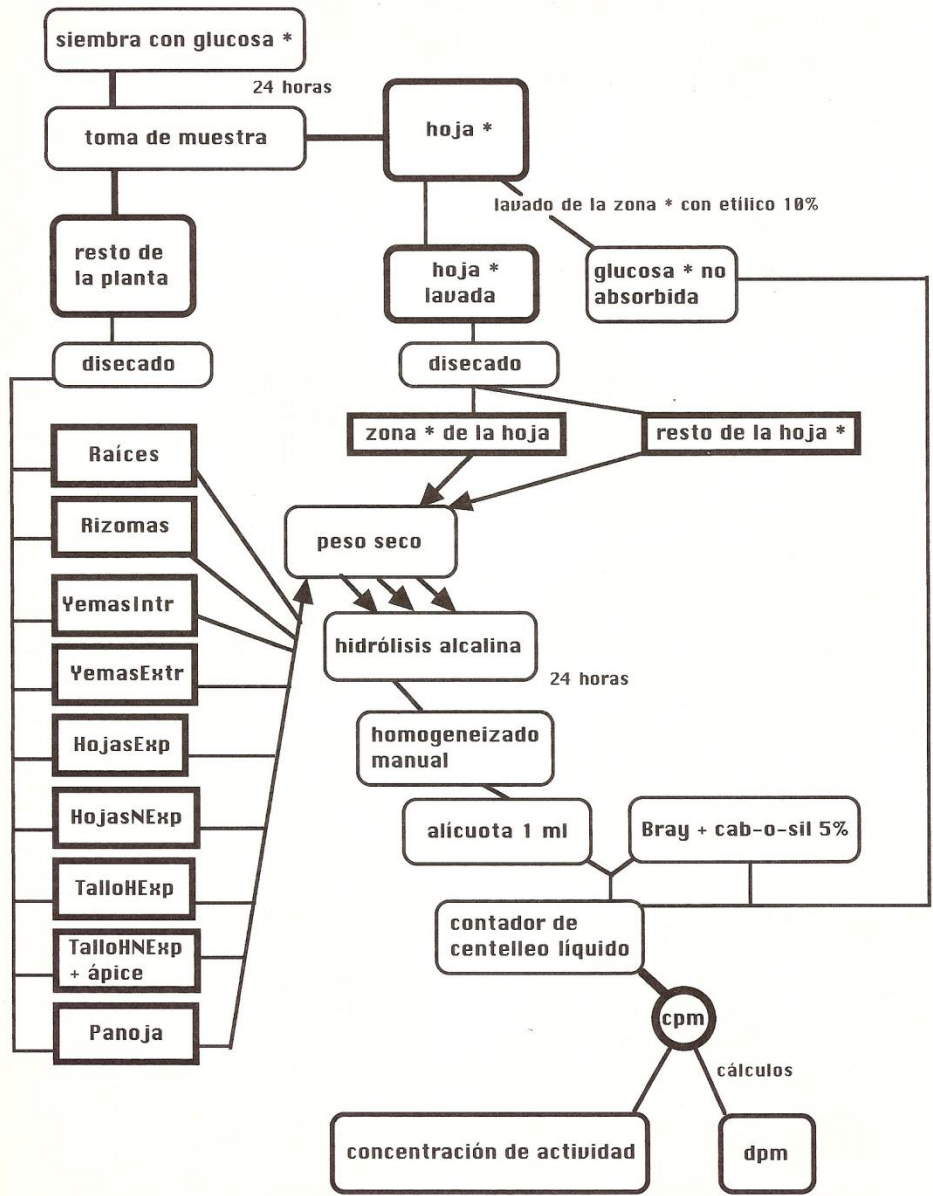 siembra con glucosa *
24 horas
toma de muestra
hoja *
lavado de la zona * con etílico 10%
resto de
la planta
hoja *
lavada
glucosa * no
absorbida
disecado
disecado
zona * de la hoja
resto de la hoja *
Raíces
Rizomas
YemasIntr
YemasExtr
HojasExp
HojasNExp
TalloHExp
TalloHNExp
+ ápice
Panoja
peso seco
hidrólisis alcalina
24 horas
homogeneizado
manual
alícuota 1 ml
Bray + cab-o-sil 5%
contador de
centelleo líquido
cpm
cálculos
concentración de actividad
dpm